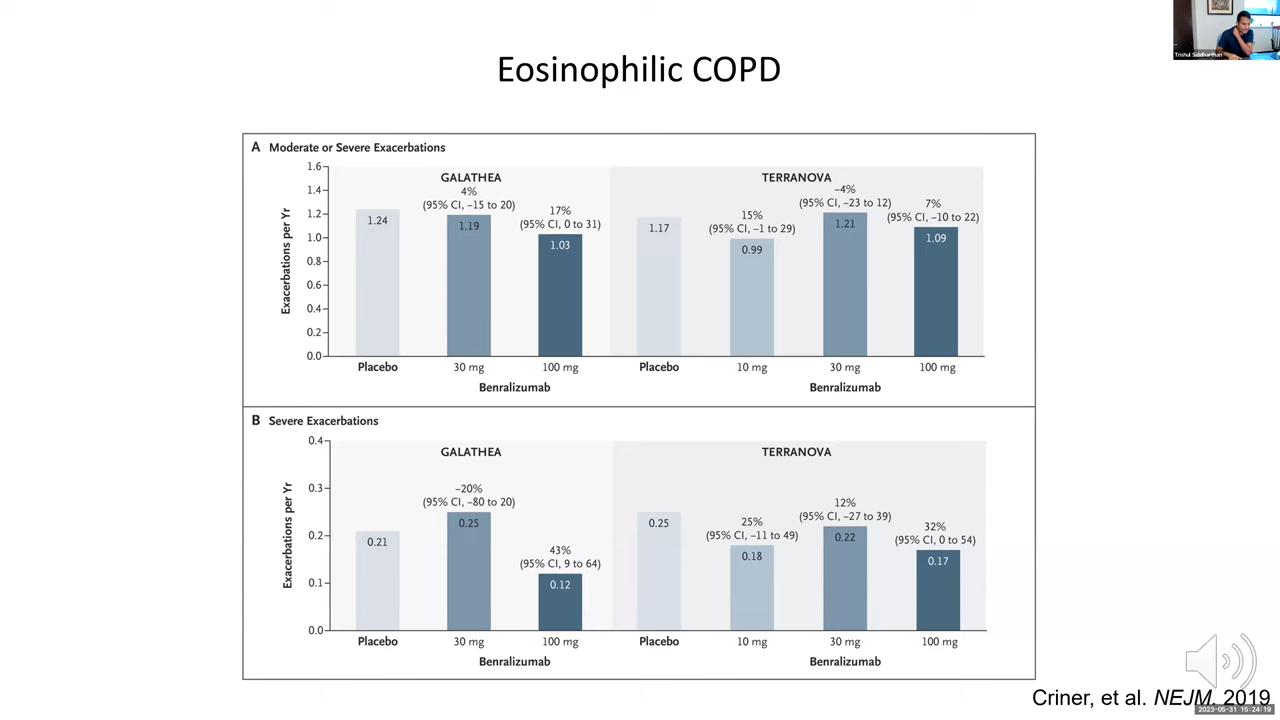 Trishul Siddharthan
Eosinophilic COPD
A Moderate or Severe Exacerbations
Exacerbations per Yr
1.6
1.4
1.2
1.0
0.8
0.6
0.4
0.2
0.0
GALATHEA
1.24
4%
(95% CI, −15 to 20)
1.19
17%
(95% CI, 0 to 31)
1.03
Placebo
30 mg
100 mg
Benralizumab
TERRANOVA
1.17
15%
(95% CI, −1 to 29)
0.99
−4%
(95% CI, −23 to 12)
1.21
7%
(95% CI, −10 to 22)
1.09
Placebo
10 mg
30 mg
100 mg
Benralizumab
B Severe Exacerbations
Exacerbations per Yr
0.4
0.3
0.2
0.1
0.0
GALATHEA
0.21
−20%
(95% CI, −80 to 20)
0.25
43%
(95% CI, 9 to 64)
0.12
Placebo
30 mg
100 mg
Benralizumab
TERRANOVA
0.25
25%
(95% CI, −11 to 49)
0.18
12%
(95% CI, −27 to 39)
0.22
32%
(95% CI, 0 to 54)
0.17
Placebo
10 mg
30 mg
100 mg
Benralizumab
Criner, et al. NEJM. 2019
2023-05-31 15:24:19